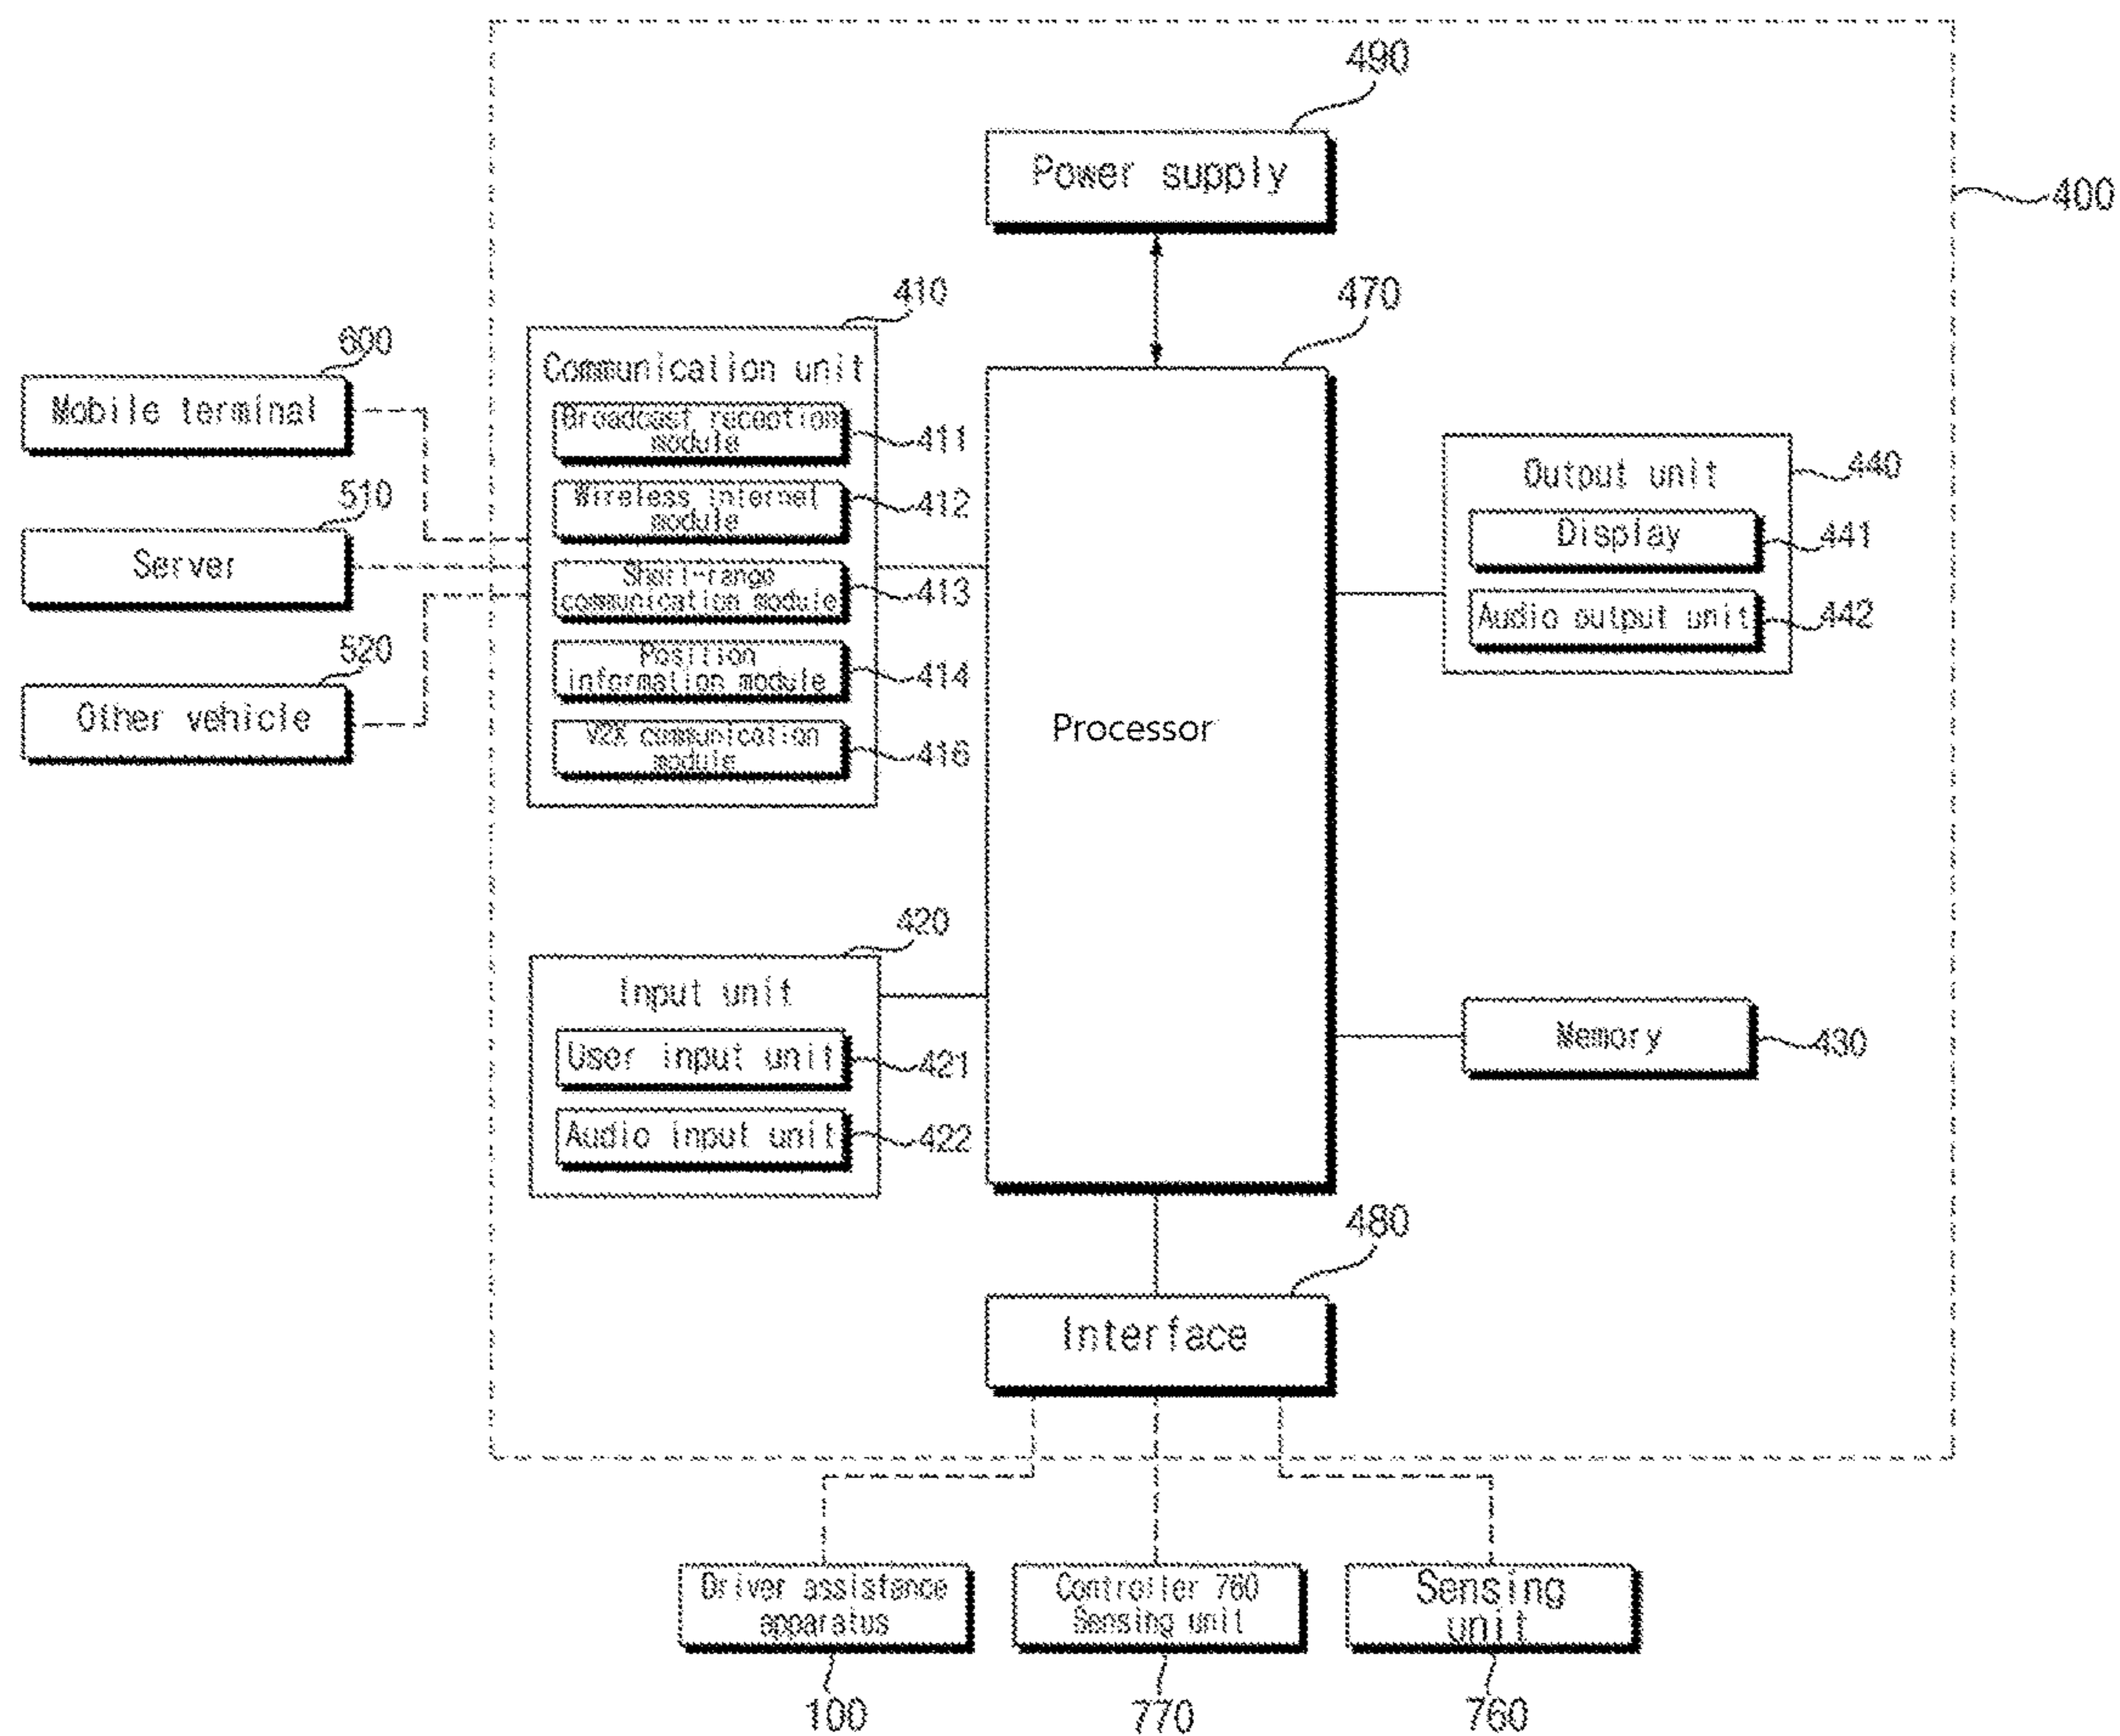 490
Power supply
400
410
470
600
Communication unit
Mobile terminal
Broadcast reception
module
411
Output unit
440
510
Wireless internet
module
412
Display
441
Server
Short-range
communication module
413
Audio output unit
442
520
Position
information module
414
Other vehicle
Processor
V2X communication
module
416
420
Input unit
User input unit
421
Memory
430
Audio input unit
422
480
Interface
Driver assistance
apparatus
Controller 760
Sensing unit
Sensing
unit
100
770
760